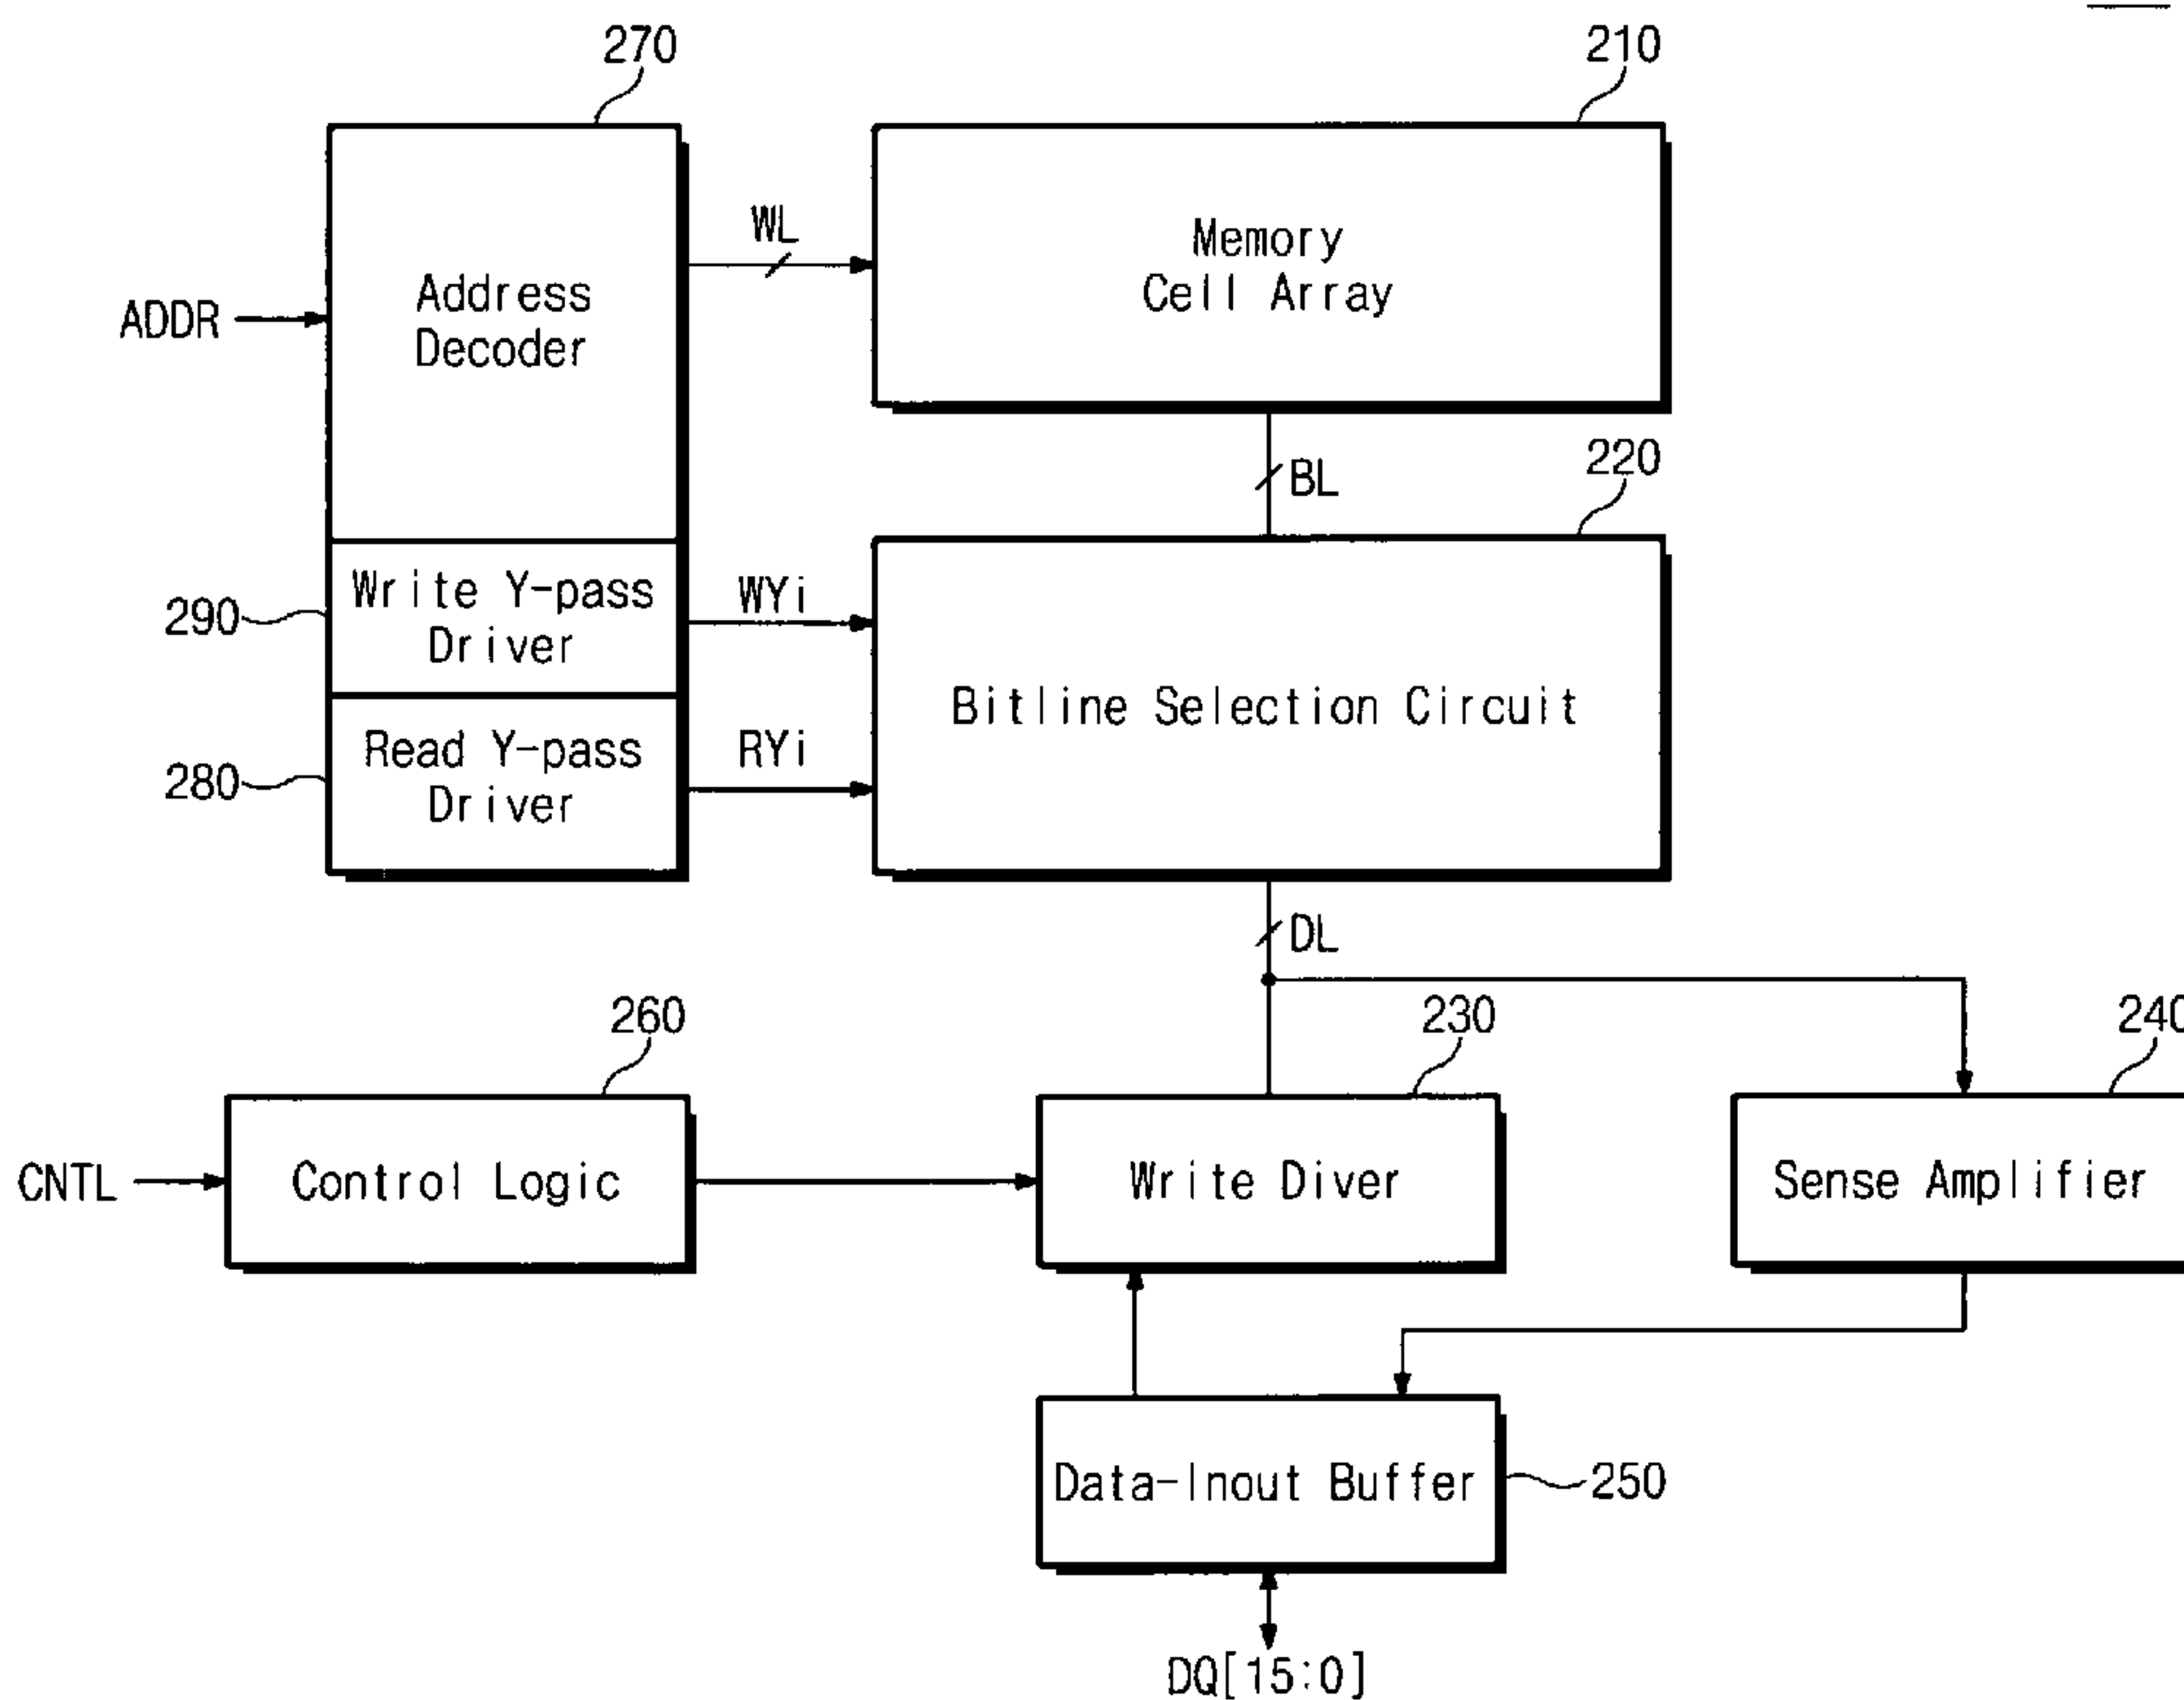 270
210
WL
Memory
Cell Array
Address
Decoder
ADDR
BL
220
Write Y-pass
Driver
290
WYi
Bitline Selection Circuit
Read Y-pass
Driver
280
RYi
DL
260
230
240
CNTL
Control Logic
Write Diver
Sense Amplifier
Data-Inout Buffer
250
DQ[15:0]